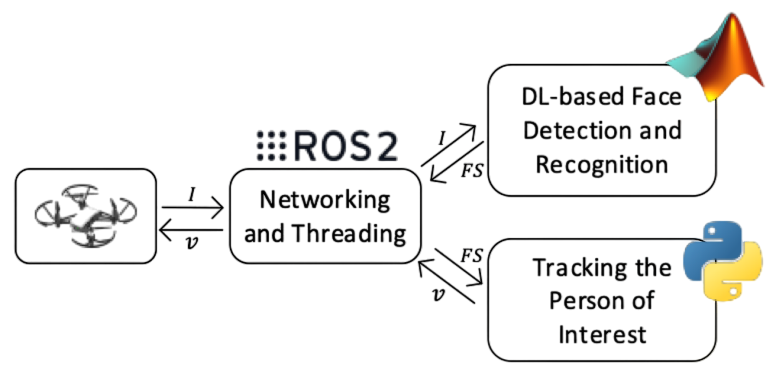 ROS2
I
v
Networking
and Threading
I
FS
DL-based Face
Detection and
Recognition
FS
v
Tracking the
Person of
Interest